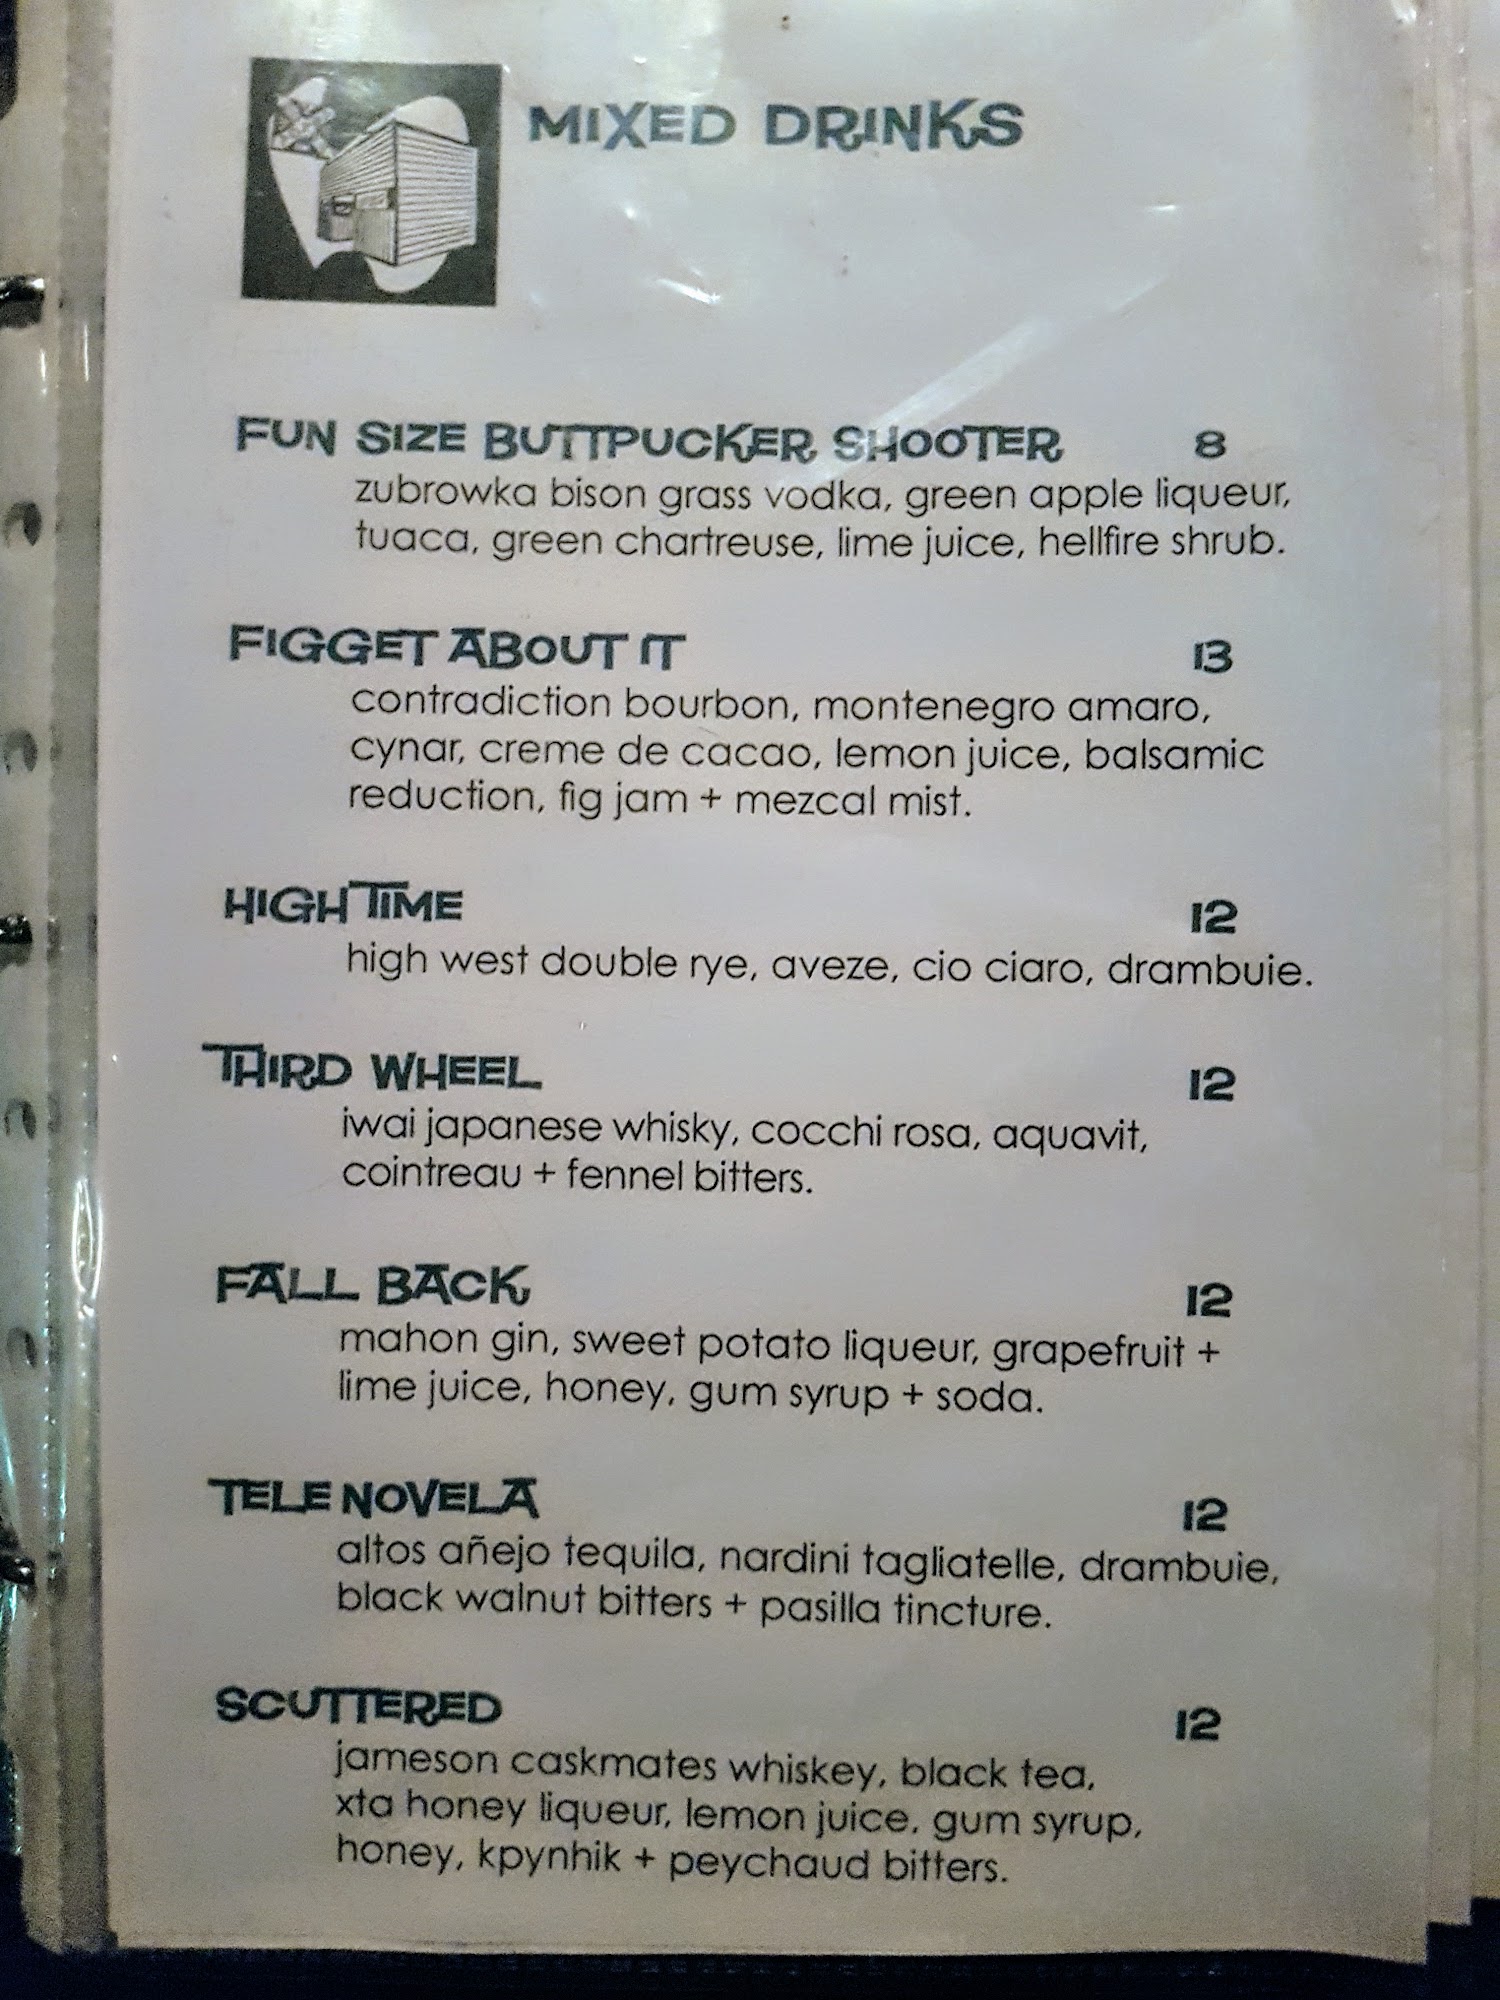 MIXED DRINKS
FUN SIZE BUTTPUCKER SHOOTER 8
zubrowka bison grass vodka, green apple liqueur,
tuaca, green chartreuse, lime juice, hellfire shrub.
FIGGET ABOUT IT 13
contradiction bourbon, montenegro amaro,
cynar, creme de cacao, lemon juice, balsamic
reduction, fig jam + mezcal mist.
HIGH TIME 12
high west double rye, aveze, cio ciaro, drambuie.
THIRD WHEEL 12
iwai japanese whisky, cocchi rosa, aquavit,
cointreau + fennel bitters.
FALL BACK 12
mahon gin, sweet potato liqueur, grapefruit +
lime juice, honey, gum syrup + soda.
TELE NOVELA 12
altos añejo tequila, nardini tagliatelle, drambuie,
black walnut bitters + pasilla tincture.
SCUTTERED 12
jameson caskmates whiskey, black tea,
xta honey liqueur, lemon juice, gum syrup,
honey, kpynhik + peychaud bitters.